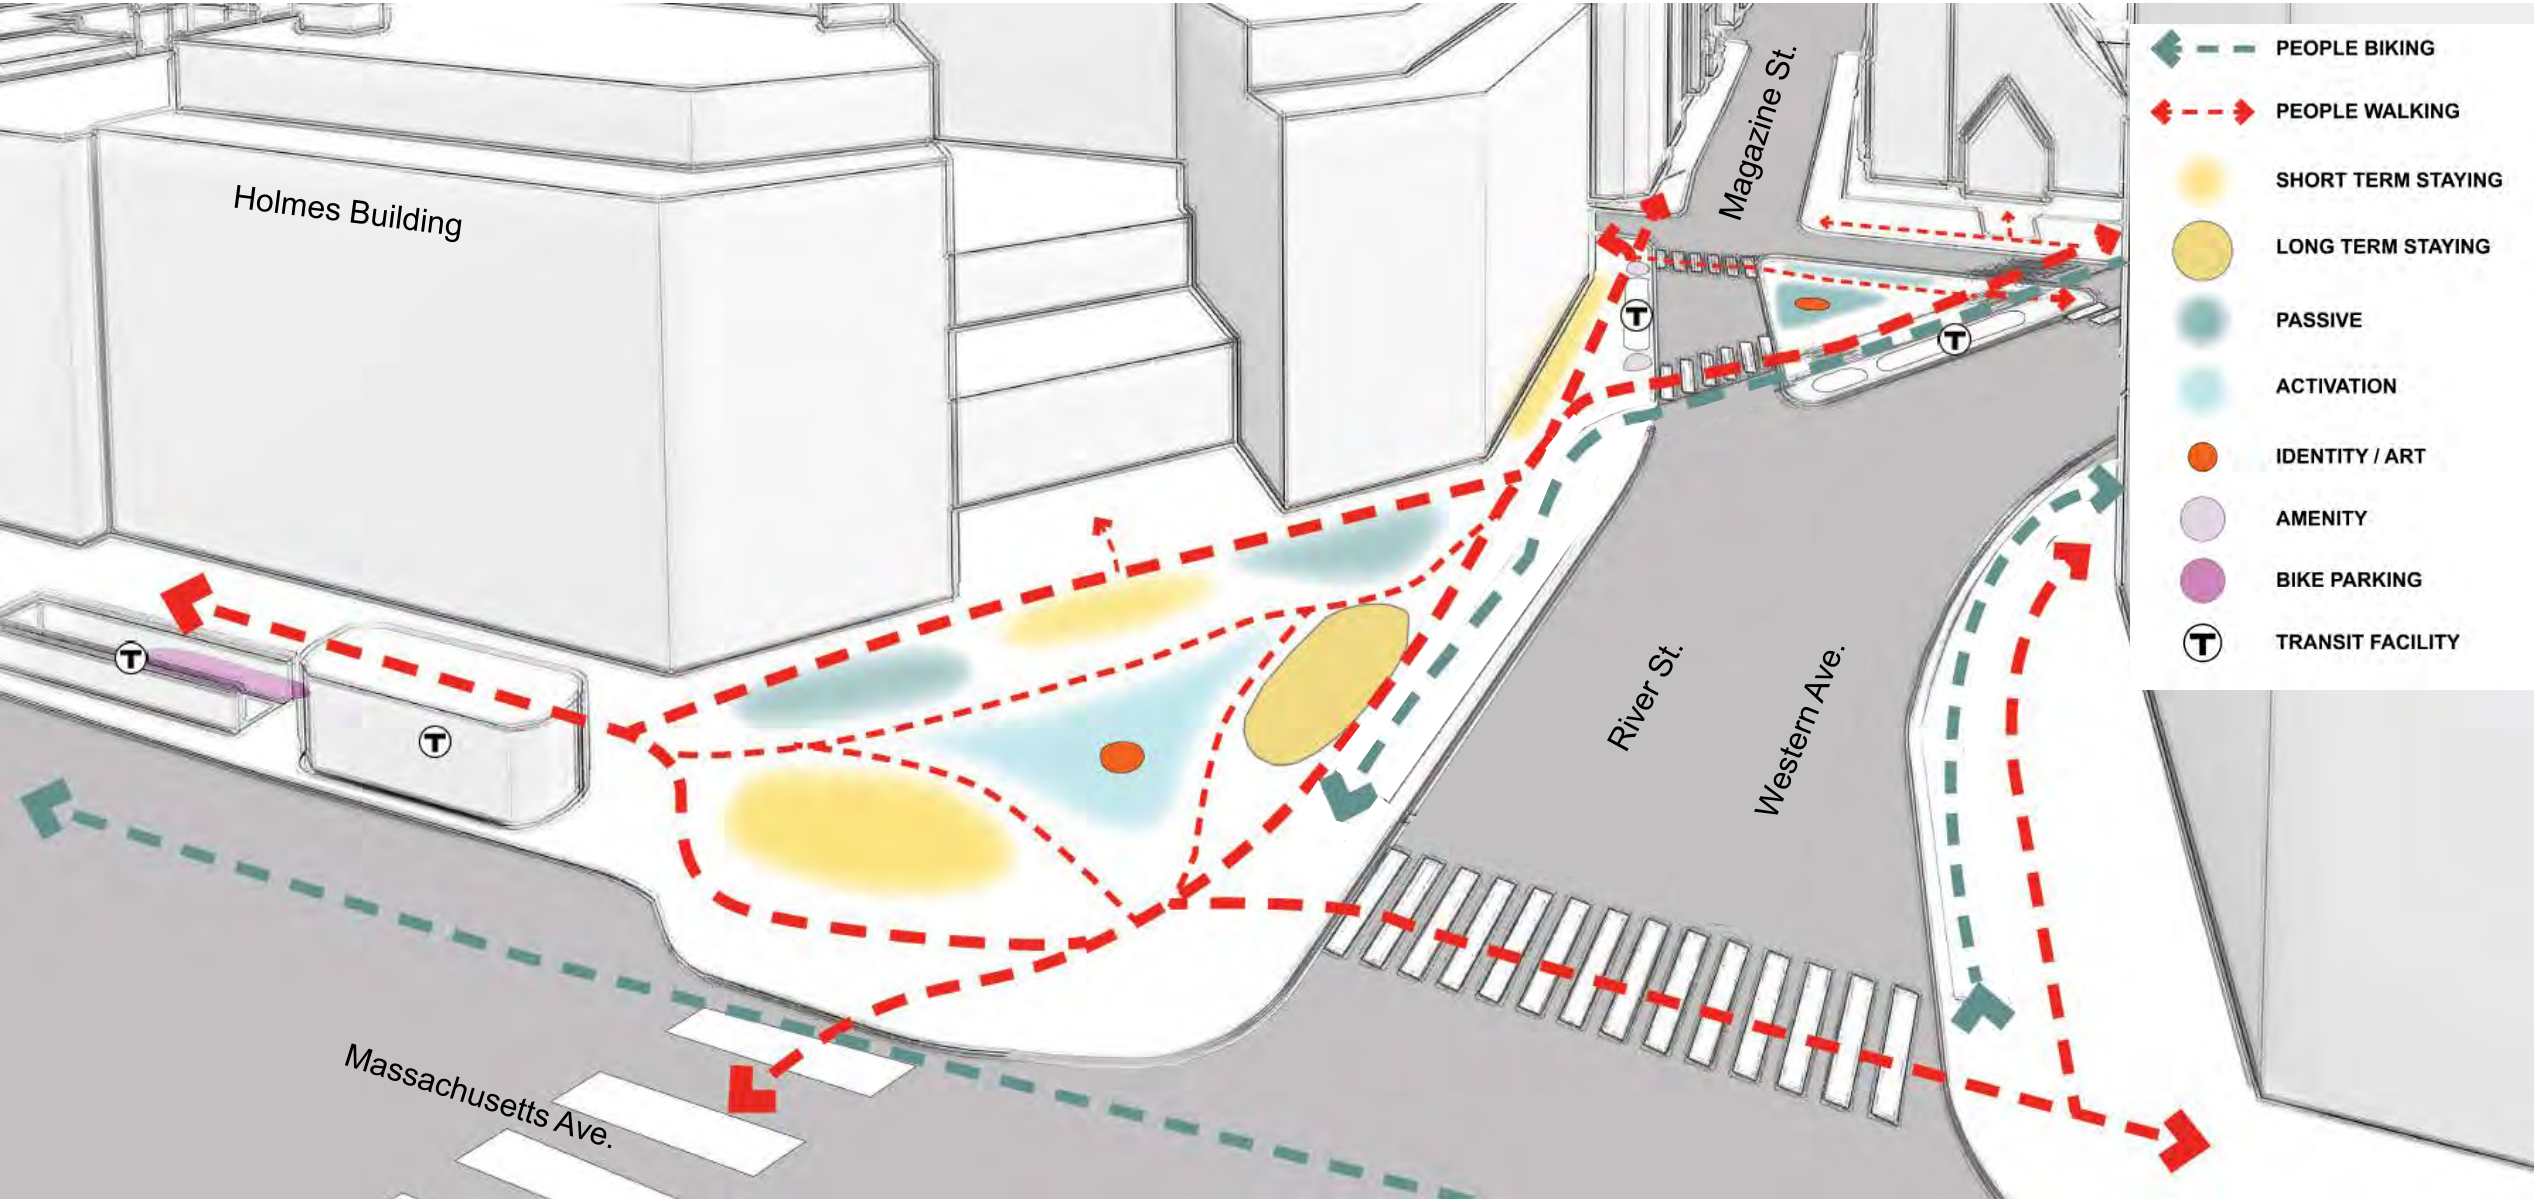 Holmes Building
Magazine St.
T
T
T
T
River St.
Western Ave.
Massachusetts Ave.
PEOPLE BIKING
PEOPLE WALKING
SHORT TERM STAYING
LONG TERM STAYING
PASSIVE
ACTIVATION
IDENTITY / ART
AMENITY
BIKE PARKING
T TRANSIT FACILITY